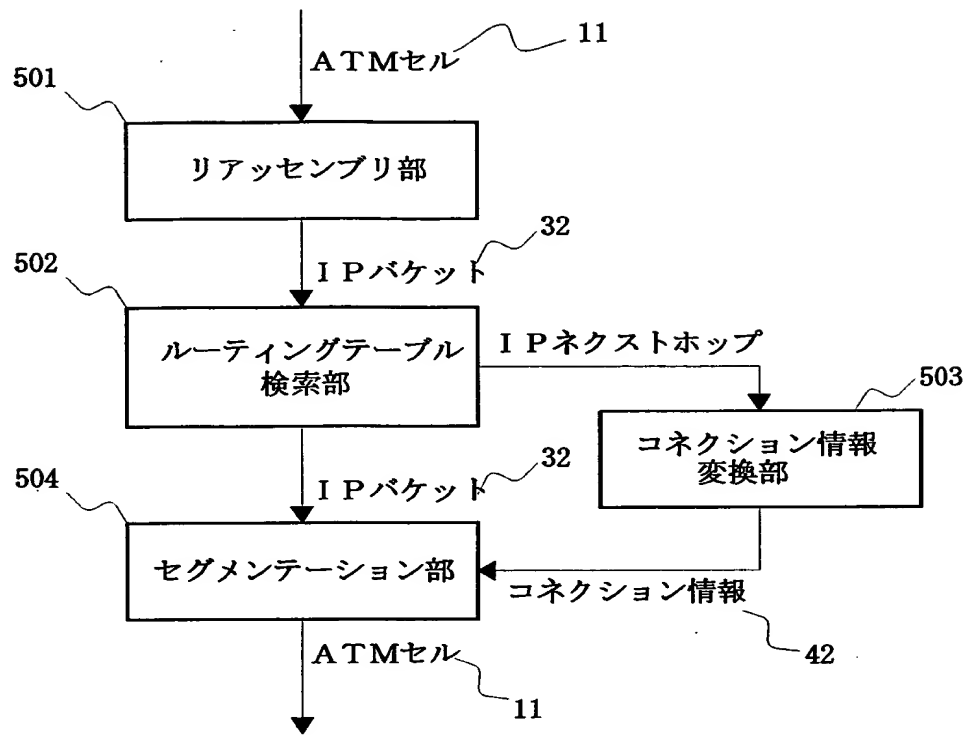 11
ATMセル
501
リアッセンブリ部
32
502
IPパケット
ルーティングテーブル
検索部
IPネクストホップ
503
コネクション情報
変換部
32
504
IPパケット
セグメンテーション部
コネクション情報
42
ATMセル
11